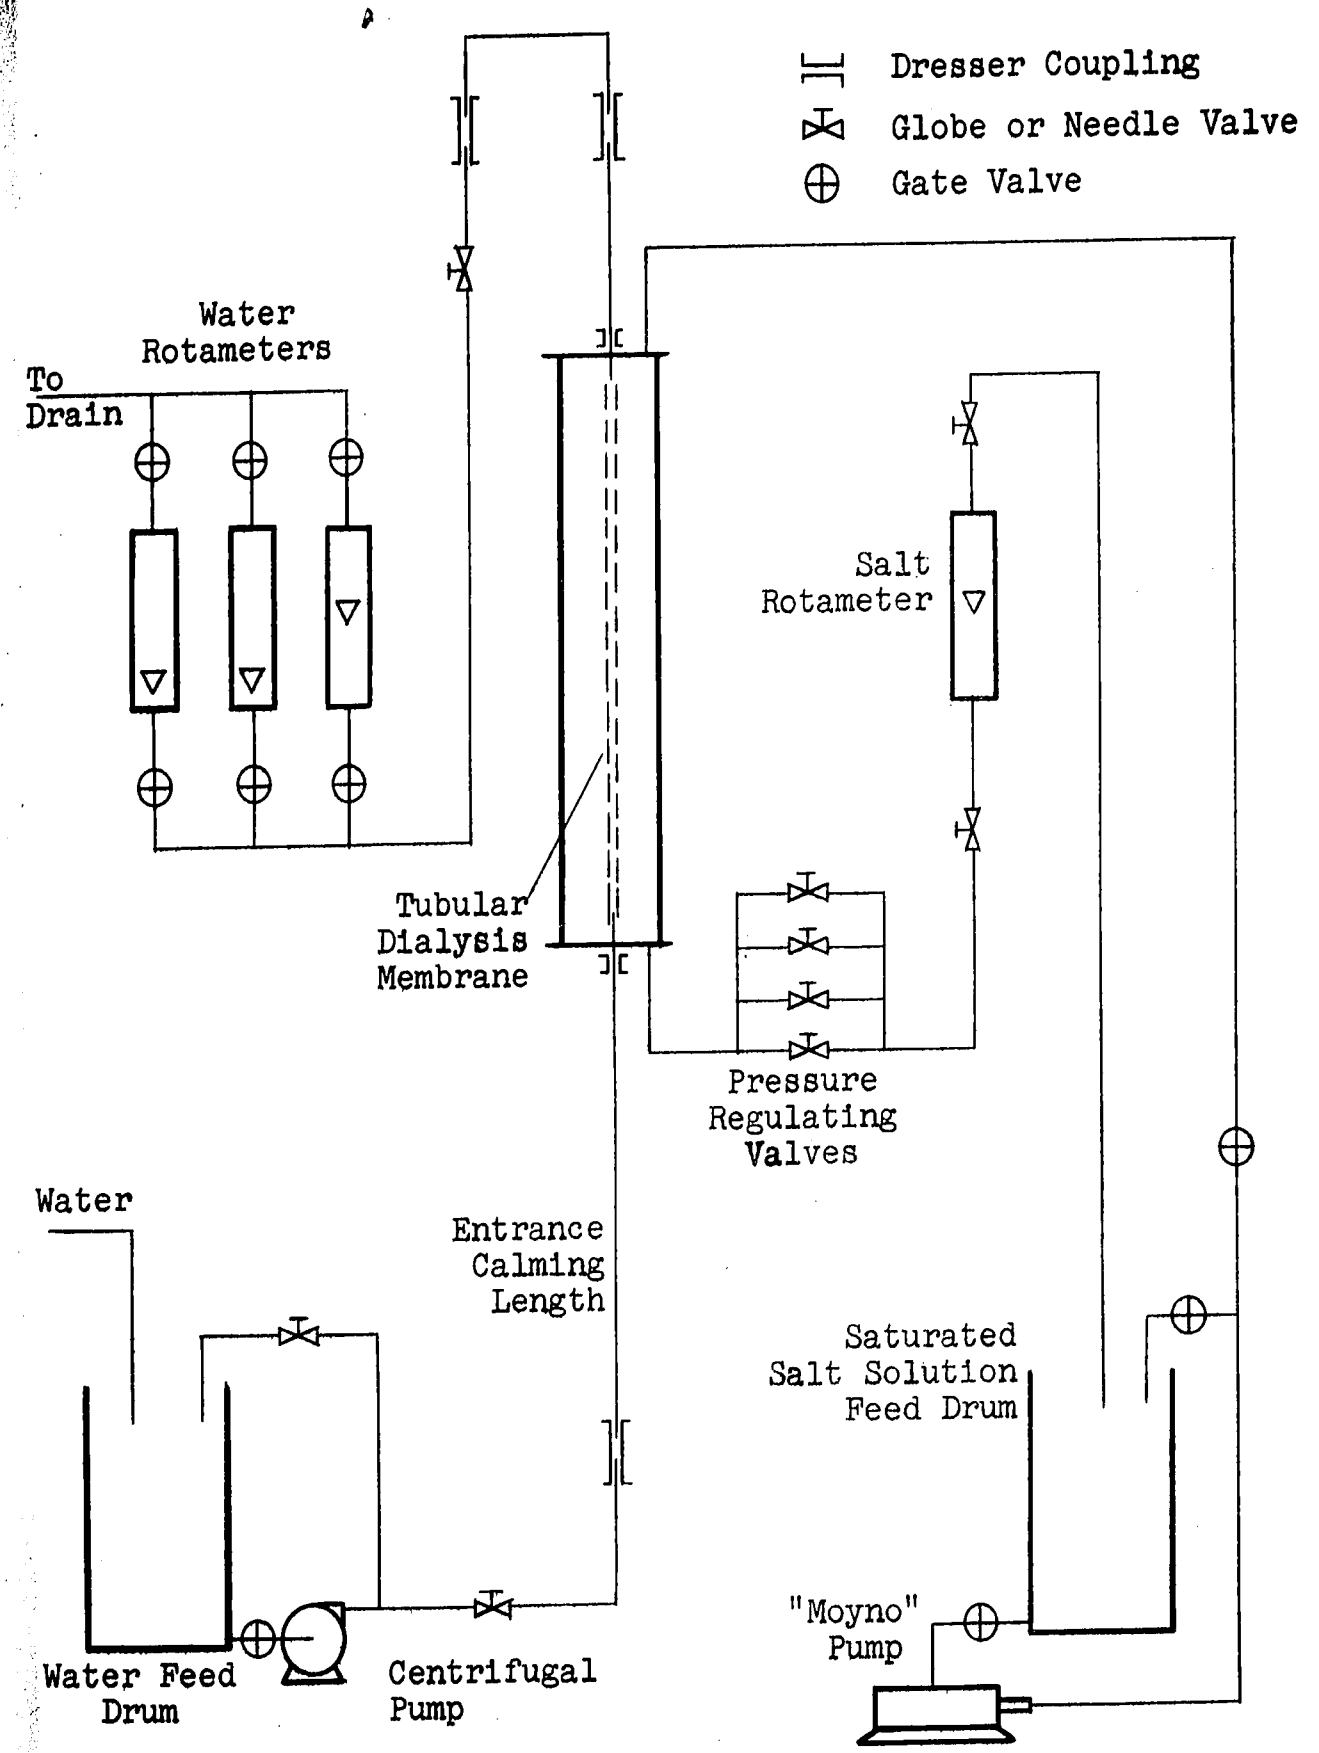 Dresser Coupling
Globe or Needle Valve
Gate Valve
Water
Rotameters
To
Drain
Salt
Rotameter
Tubular
Dialysis
Membrane
Pressure
Regulating
Valves
Water
Entrance
Calming
Length
Saturated
Salt Solution
Feed Drum
"Moyno"
Pump
Water Feed
Drum
Centrifugal
Pump